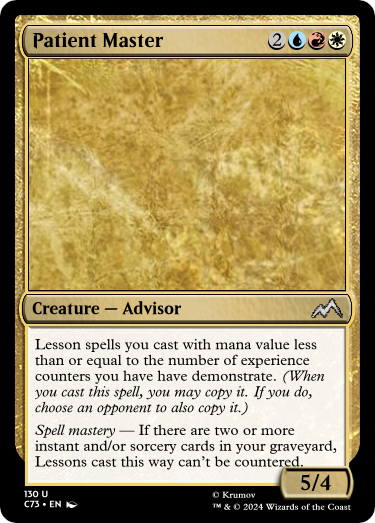 Patient Master
2
Creature — Advisor
Lesson spells you cast with mana value less
than or equal to the number of experience
counters you have have demonstrate. (When
you cast this spell, you may copy it. If you do,
choose an opponent to also copy it.)
Spell mastery — If there are two or more
instant and/or sorcery cards in your graveyard,
Lessons cast this way can't be countered.
5/4
130 U
C73 • EN
© Krumov
™ & © 2024 Wizards of the Coast